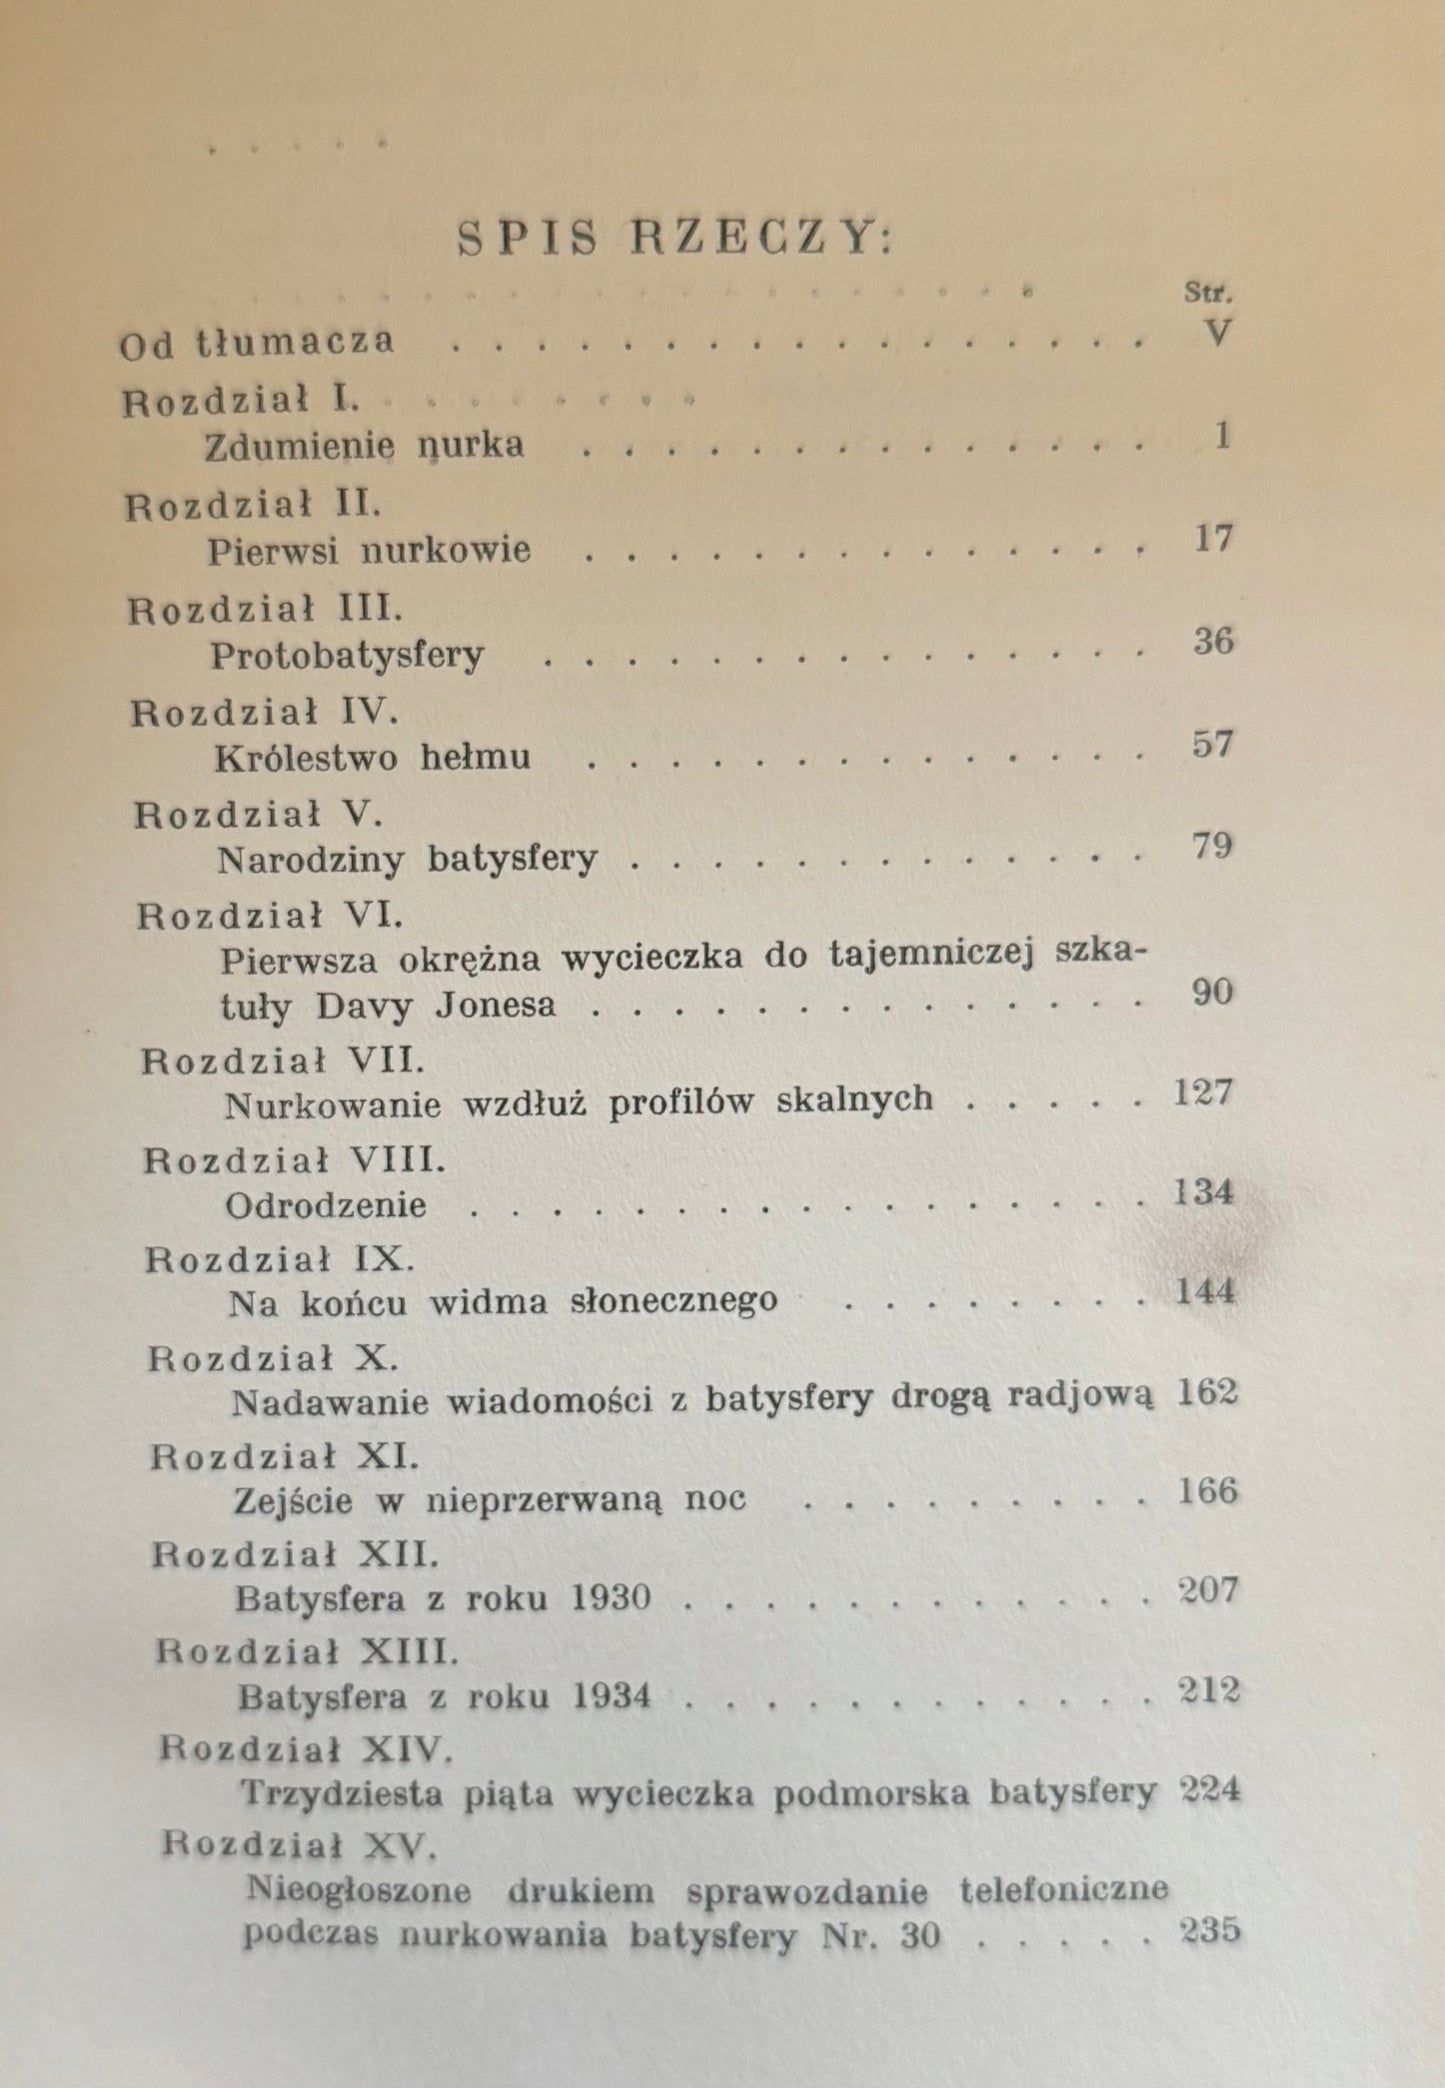 SPIS RZECZY:
Str.
Od tłumacza . . . . . . . . . . . . . . . . . V
Rozdział I.
Zdumienie nurka . . . . . . . . . . . . . . 1
Rozdział II.
Pierwsi nurkowie . . . . . . . . . . . . . . 17
Rozdział III.
Protobatysfery . . . . . . . . . . . . . . . 36
Rozdział IV.
Królestwo hełmu . . . . . . . . . . . . . . 57
Rozdział V.
Narodziny batysfery . . . . . . . . . . . . . 79
Rozdział VI.
Pierwsza okrężna wycieczka do tajemniczej szka-
tuły Davy Jonesa . . . . . . . . . . . . . . 90
Rozdział VII.
Nurkowanie wzdłuż profilów skalnych . . . . . 127
Rozdział VIII.
Odrodzenie . . . . . . . . . . . . . . . . . 134
Rozdział IX.
Na końcu widma słonecznego . . . . . . . . 144
Rozdział X.
Nadawanie wiadomości z batysfery drogą radjową 162
Rozdział XI.
Zejście w nieprzerwaną noc . . . . . . . . . 166
Rozdział XII.
Batysfera z roku 1930 . . . . . . . . . . . . 207
Rozdział XIII.
Batysfera z roku 1934 . . . . . . . . . . . . 212
Rozdział XIV.
Trzydziesta piąta wycieczka podmorska batysfery 224
Rozdział XV.
Nieogłoszone drukiem sprawozdanie telefoniczne
podczas nurkowania batysfery Nr. 30 . . . . . 235